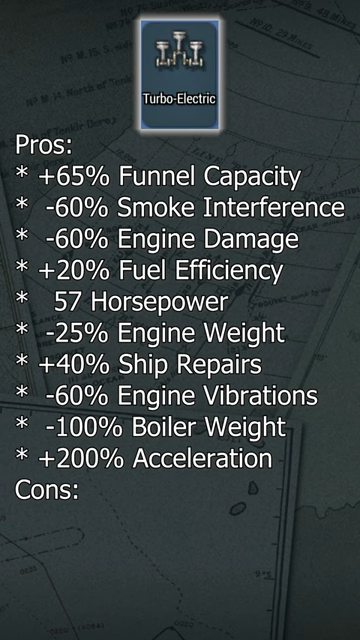 Turbo-Electric
Pros:
* +65% Funnel Capacity
* -60% Smoke Interference
* -60% Engine Damage
* +20% Fuel Efficiency
* 57 Horsepower
* -25% Engine Weight
* +40% Ship Repairs
* -60% Engine Vibrations
* -100% Boiler Weight
* +200% Acceleration
Cons: